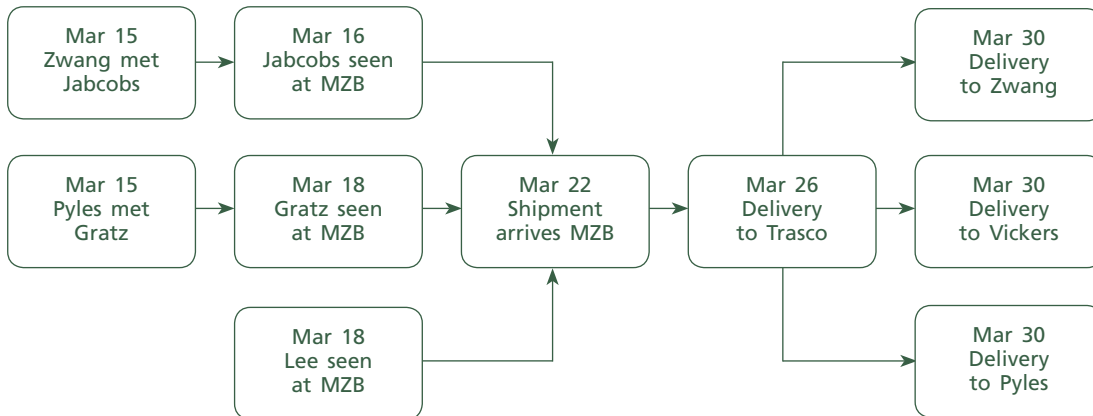 Mar 15
Zwang met
Jabcobs
Mar 16
Jabcobs seen
at MZB
Mar 30
Delivery
to Zwang
Mar 15
Pyles met
Gratz
Mar 18
Gratz seen
at MZB
Mar 22
Shipment
arrives MZB
Mar 26
Delivery
to Trasco
Mar 30
Delivery
to Vickers
Mar 18
Lee seen
at MZB
Mar 30
Delivery
to Pyles